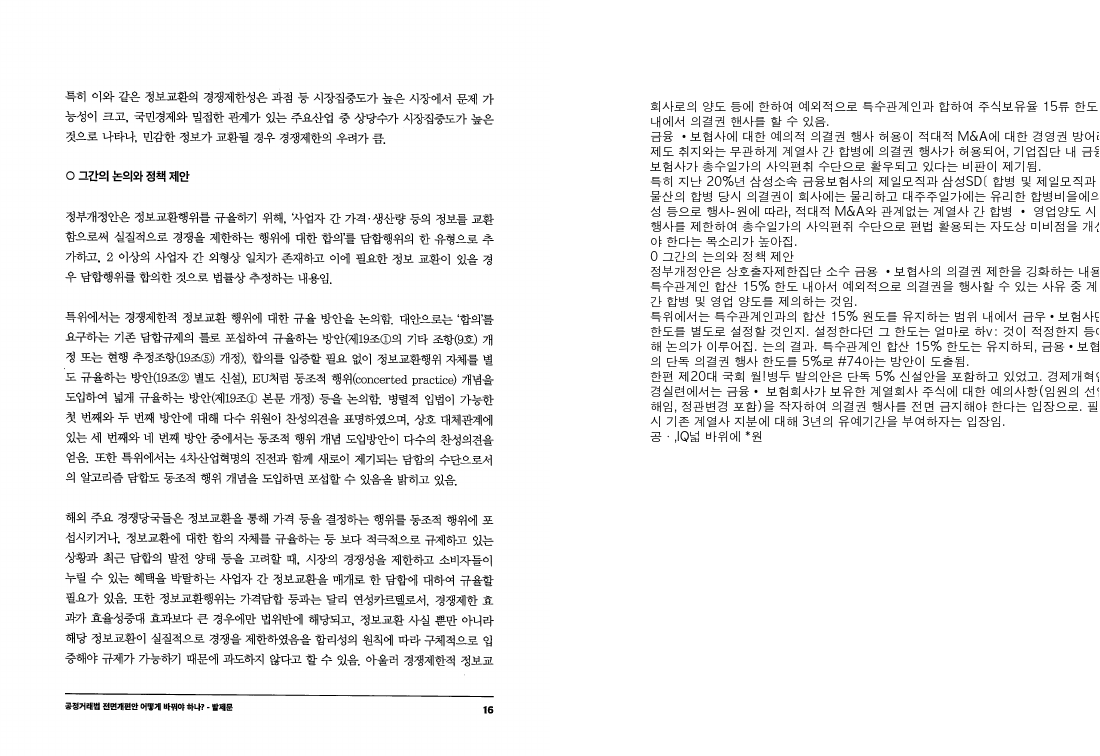 특히 이와 같은 정보교환의 경쟁제한성은 과점 등 시장집중도가 높은 시장에서 문제 가
능성이 크고, 국민경제와 밀접한 관계가 있는 주요산업 중 상당수가 시장집중도가 높은
것으로 나타나, 민감한 정보가 교환될 경우 경쟁제한의 우려가 큼.
○ 그간의 논의와 정책 제안
정부개정안은 정보교환행위를 규율하기 위해, '사업자 간 가격·생산량 등의 정보를 교환
함으로써 실질적으로 경쟁을 제한하는 행위에 대한 합의'를 담합행위의 한 유형으로 추
가하고, 2 이상의 사업자 간 외형상 일치가 존재하고 이에 필요한 정보 교환이 있을 경
우 담합행위를 합의한 것으로 법률상 추정하는 내용임.
특위에서는 경쟁제한적 정보교환 행위에 대한 규율 방안을 논의함. 대안으로는 '합의'를
요구하는 기존 담합규제의 틀로 포섭하여 규율하는 방안(제19조①의 기타 조항(9호) 개
정 또는 현행 추정조항(19조⑤) 개정), 합의를 입증할 필요 없이 정보교환행위 자체를 별
도 규율하는 방안(19조② 별도 신설), EU처럼 동조적 행위(concerted practice) 개념을
도입하여 넓게 규율하는 방안(제19조① 본문 개정) 등을 논의함. 병렬적 입법이 가능한
첫 번째와 두 번째 방안에 대해 다수 위원이 찬성의견을 표명하였으며, 상호 대체관계에
있는 세 번째와 네 번째 방안 중에서는 동조적 행위 개념 도입방안이 다수의 찬성의견을
얻음. 또한 특위에서는 4차산업혁명의 진전과 함께 새로이 제기되는 담합의 수단으로서
의 알고리즘 담합도 동조적 행위 개념을 도입하면 포섭할 수 있음을 밝히고 있음.
해외 주요 경쟁당국들은 정보교환을 통해 가격 등을 결정하는 행위를 동조적 행위에 포
섭시키거나, 정보교환에 대한 합의 자체를 규율하는 등 보다 적극적으로 규제하고 있는
상황과 최근 담합의 발전 양태 등을 고려할 때, 시장의 경쟁성을 제한하고 소비자들이
누릴 수 있는 혜택을 박탈하는 사업자 간 정보교환을 매개로 한 담합에 대하여 규율할
필요가 있음. 또한 정보교환행위는 가격담합 등과는 달리 연성카르텔로서, 경쟁제한 효
과가 효율성증대 효과보다 큰 경우에만 법위반에 해당되고, 정보교환 사실 뿐만 아니라
해당 정보교환이 실질적으로 경쟁을 제한하였음을 합리성의 원칙에 따라 구체적으로 입
증해야 규제가 가능하기 때문에 과도하지 않다고 할 수 있음. 아울러 경쟁제한적 정보교
공정거래법 전면개편안 어떻게 바꿔야 하나? - 발제문
16
회사로의 양도 등에 한하여 예외적으로 특수관계인과 합하여 주식보유율 15류 한도
내에서 의결권 핸사를 할 수 있음.
금융 • 보협사에 대한 예의적 의결권 행사 허용이 적대적 M&A에 대한 경영권 방어라
제도 취지와는 무관하게 계열사 간 합병에 의결권 행사가 허용되어, 기업집단 내 금융
보험사가 총수일가의 사익편취 수단으로 활우되고 있다는 비판이 제기됨.
특히 지난 20%년 삼성소속 금융보험사의 제일모직과 삼성SD[ 합병 및 제일모직과
물산의 합병 당시 의결권이 회사에는 물리하고 대주주일가에는 유리한 합병비율에의
성 등으로 행사-원에 따라, 적대적 M&A와 관계없는 계열사 간 합병 • 영업양도 시
행사를 제한하여 총수일가의 사익편쥐 수단으로 편법 활용되는 자도상 미비점을 개선
야 한다는 목소리가 높아집.
0 그간의 는의와 정책 제안
정부개정안은 상호출자제한집단 소수 금용 • 보협사의 의결권 제한을 깅화하는 내용
특수관계인 합산 15% 한도 내아서 예외적으로 의결권을 행사할 수 있는 사유 중 계
간 합병 및 영업 양도를 제의하는 것임.
특위에서는 특수관계인과의 합산 15% 원도를 유지하는 범위 내에서 금우 • 보험사만
한도를 별도로 설정할 것인지. 설정한다던 그 한도는 얼마로 하v: 것이 적정한지 등에
해 논의가 이루어집. 는의 결과. 특수관계인 합산 15% 한도는 유지하되, 금용 • 보협
의 단독 의결권 행사 한도를 5%로 #74아는 방안이 도출됨.
한편 제20대 국회 웜!병두 발의안은 단독 5% 신설안을 포함하고 있었고. 경제개혁연
경실련에서는 금율 • 보험회사가 보유한 계열회사 주식에 대한 예의사항(임원의 선임
해임, 정관변경 포함)을 작자하여 의결권 행사를 전면 금지해야 한다는 입장으로. 필
시 기존 계열사 지분에 대해 3년의 유예기간을 부여하자는 입장임.
공 · ,IQ넓 바위에 *원